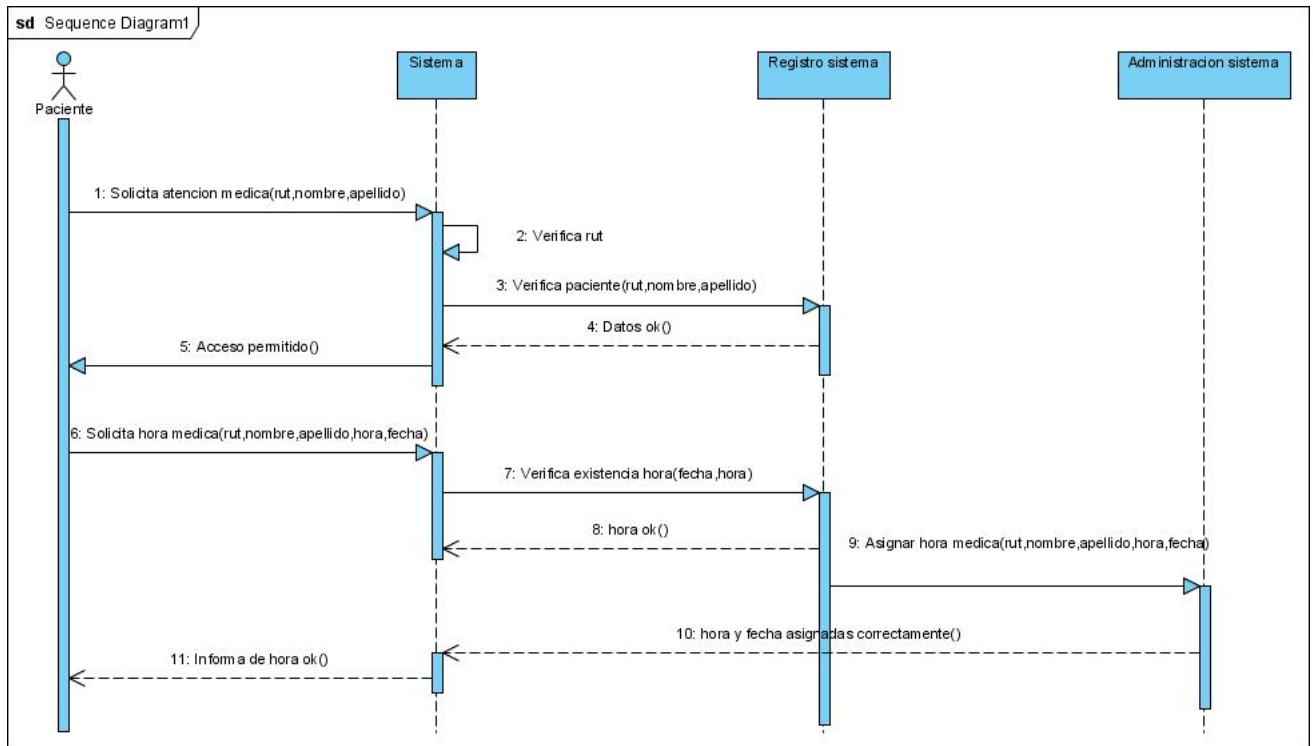 sd Sequence Diagram1
Paciente
Sistema
Registro sistema
Administracion sistema
1: Solicita atencion medica(rut,nombre,apellido)
2: Verifica rut
3: Verifica paciente(rut,nombre,apellido)
4: Datos ok()
5: Acceso permitido()
6: Solicita hora medica(rut,nombre,apellido,hora,fecha)
7: Verifica existencia hora(fecha,hora)
8: hora ok()
9: Asignar hora medica(rut,nombre,apellido,hora,fecha)
10: hora y fecha asignadas correctamente()
11: Informa de hora ok()